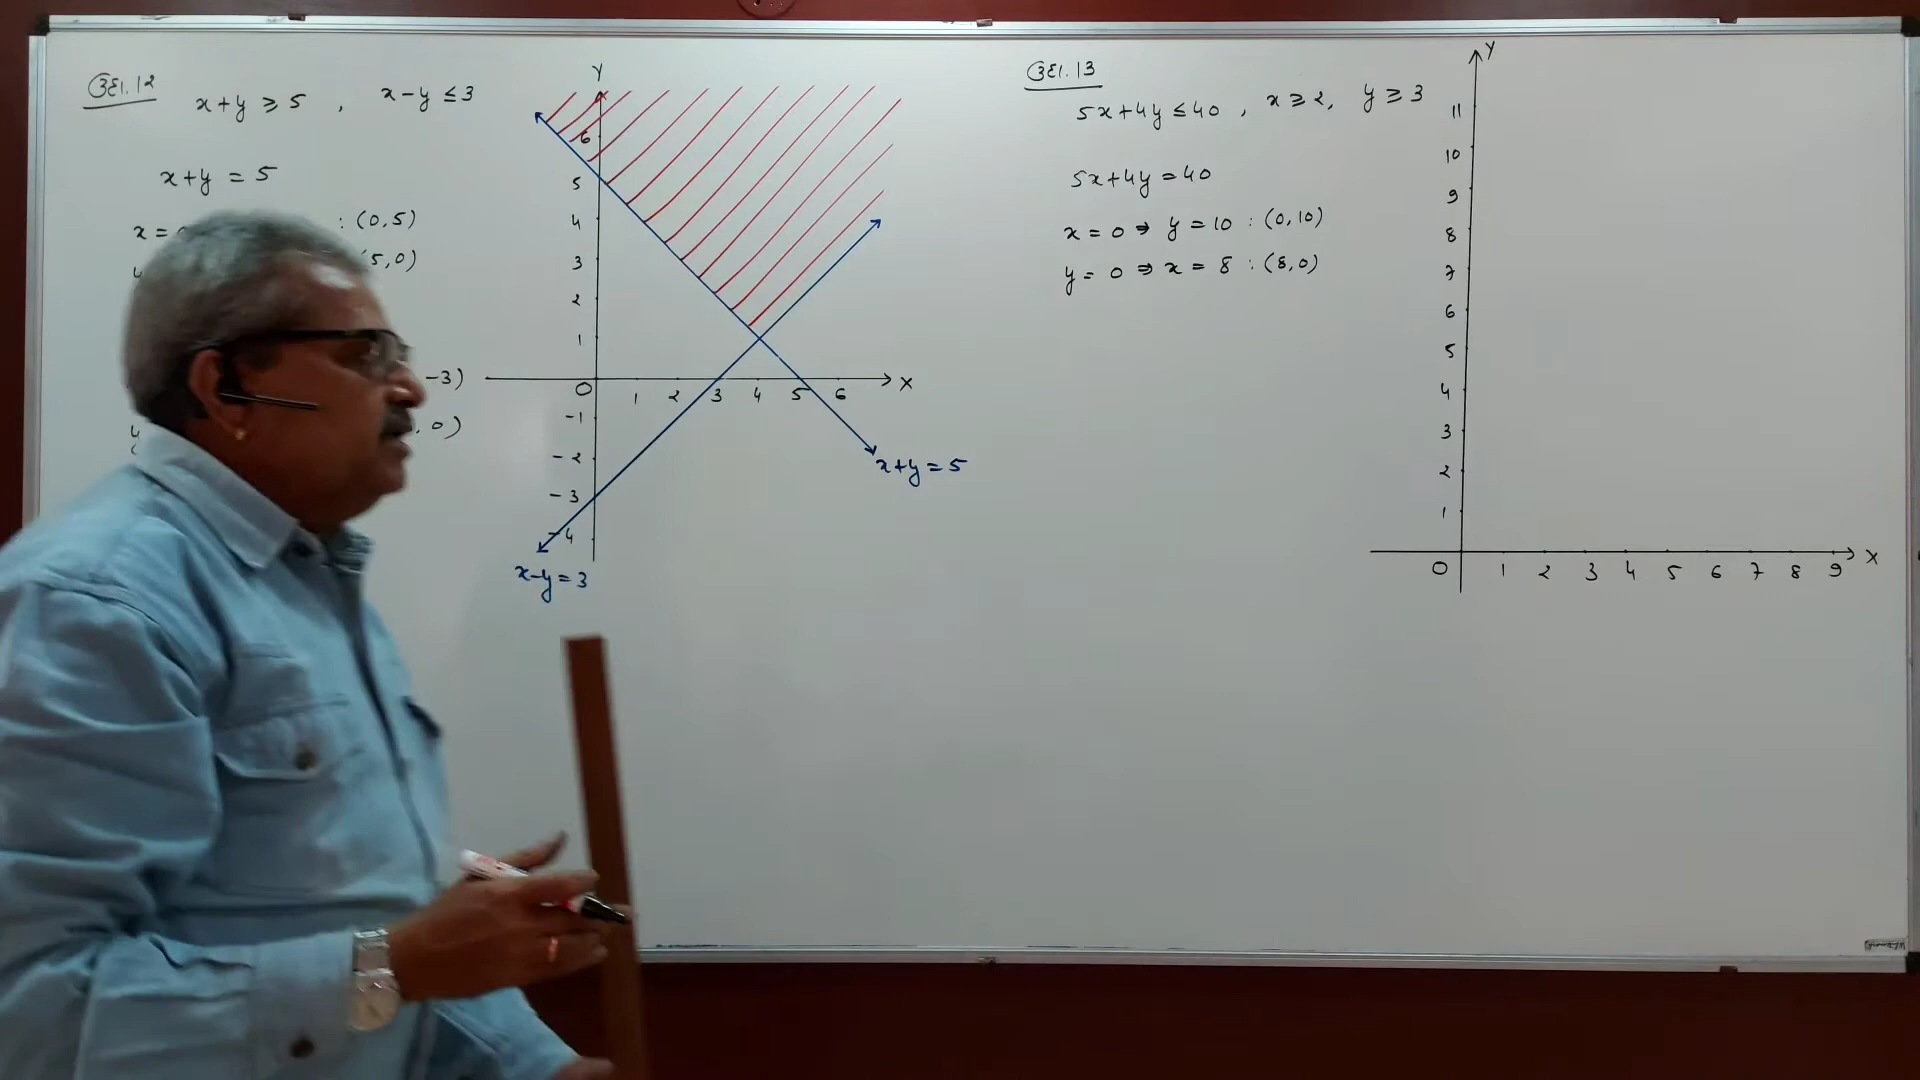 ઉદા.12
x+y ≥ 5 , x-y ≤ 3
x+y = 5
x = : (0,5)
5,0)
-3)
, 0)
Y
6
5
4
3
2
1
0 1 2 3 4 5 6 X
-1
-2
-3
-4
x+y = 5
x-y = 3
ઉદા.13
5x+4y ≤ 40 , x ≥ 2, y ≥ 3
5x+4y = 40
x = 0 ⇒ y = 10 : (0,10)
y = 0 ⇒ x = 8 : (8,0)
Y
11
10
9
8
7
6
5
4
3
2
1
0 1 2 3 4 5 6 7 8 9 X